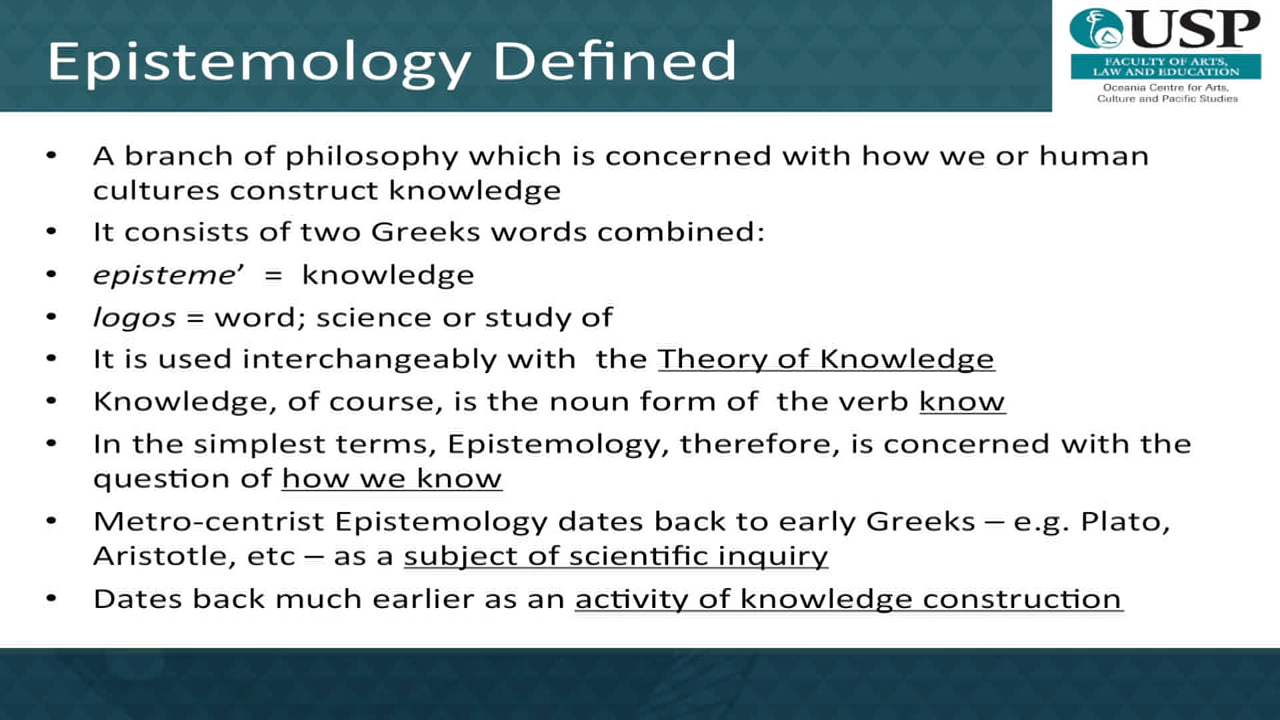 Epistemology Defined
USP
FACULTY OF ARTS,
LAW AND EDUCATION
Oceania Centre for Arts,
Culture and Pacific Studies
• A branch of philosophy which is concerned with how we or human
cultures construct knowledge
• It consists of two Greeks words combined:
• episteme’ = knowledge
• logos = word; science or study of
• It is used interchangeably with the Theory of Knowledge
• Knowledge, of course, is the noun form of the verb know
• In the simplest terms, Epistemology, therefore, is concerned with the
question of how we know
• Metro-centrist Epistemology dates back to early Greeks – e.g. Plato,
Aristotle, etc – as a subject of scientific inquiry
• Dates back much earlier as an activity of knowledge construction